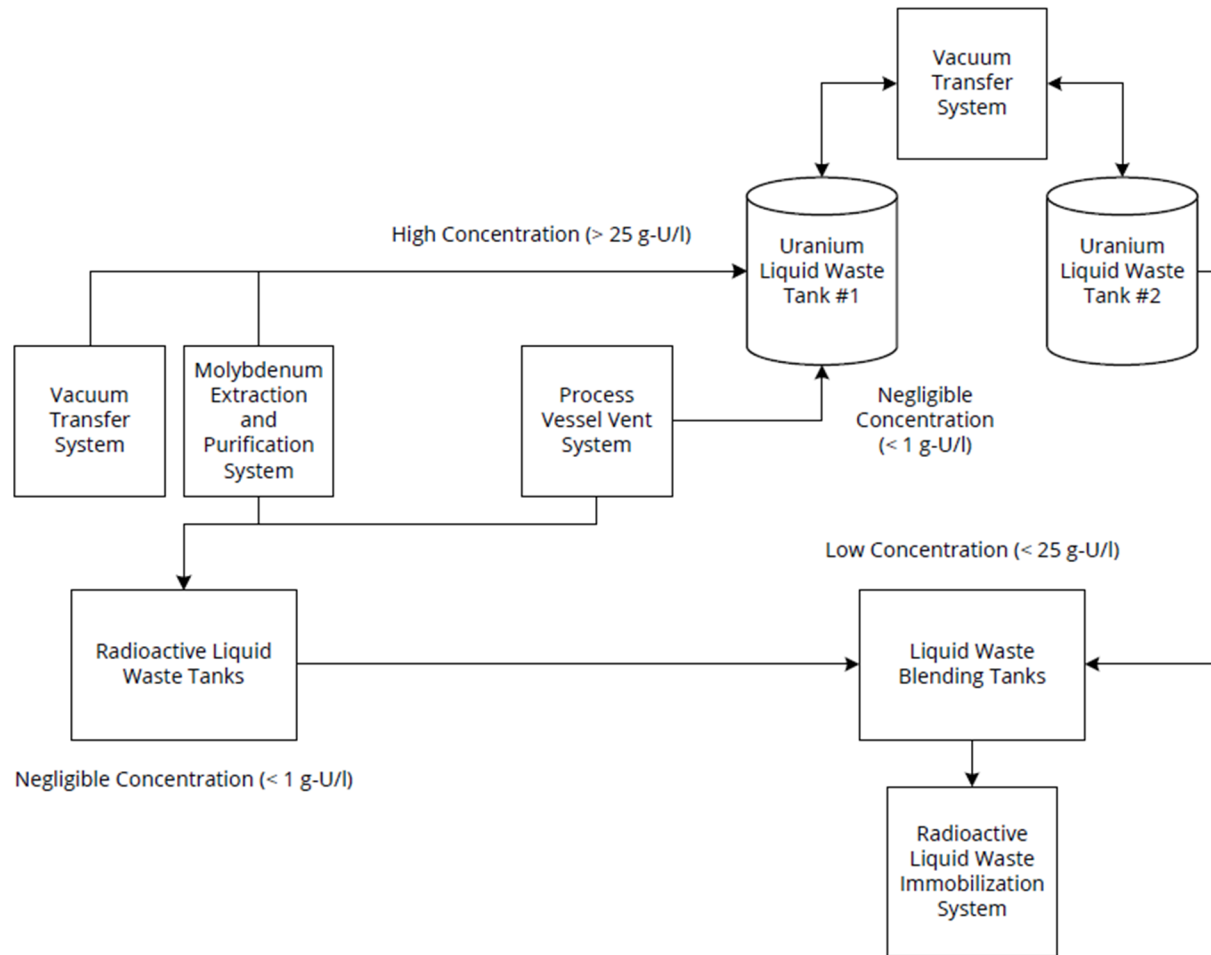 Vacuum
Transfer
System
High Concentration (> 25 g-U/l)
Uranium
Liquid Waste
Tank #1
Uranium
Liquid Waste
Tank #2
Vacuum
Transfer
System
Molybdenum
Extraction
and
Purification
System
Process
Vessel Vent
System
Negligible
Concentration
(< 1 g-U/l)
Low Concentration (< 25 g-U/l)
Radioactive Liquid
Waste Tanks
Liquid Waste
Blending Tanks
Negligible Concentration (< 1 g-U/l)
Radioactive
Liquid Waste
Immobilization
System